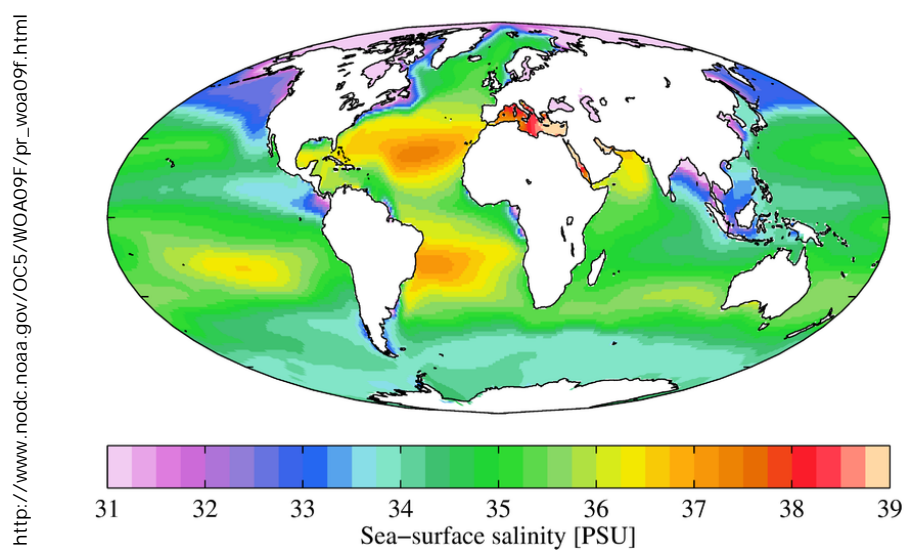 http://www.nodc.noaa.gov/OC5/WOA09F/pr_woa09f.html
31 32 33 34 35 36 37 38 39
Sea−surface salinity [PSU]